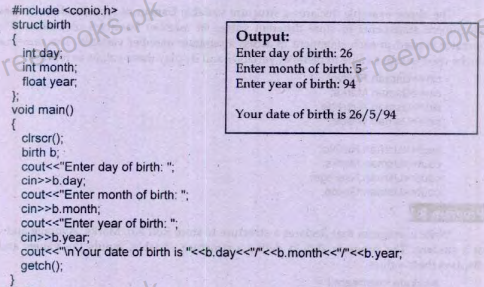 #include <conio.h>
struct birth
{
int day;
int month;
float year;
};
void main()
{
clrscr();
birth b;
cout<<"Enter day of birth: ";
cin>>b.day;
cout<<"Enter month of birth: ";
cin>>b.month;
cout<<"Enter year of birth: ";
cin>>b.year;
cout<<"\nYour date of birth is "<<b.day<<"/"<<b.month<<"/"<<b.year;
getch();
}
Output:
Enter day of birth: 26
Enter month of birth: 5
Enter year of birth: 94
Your date of birth is 26/5/94